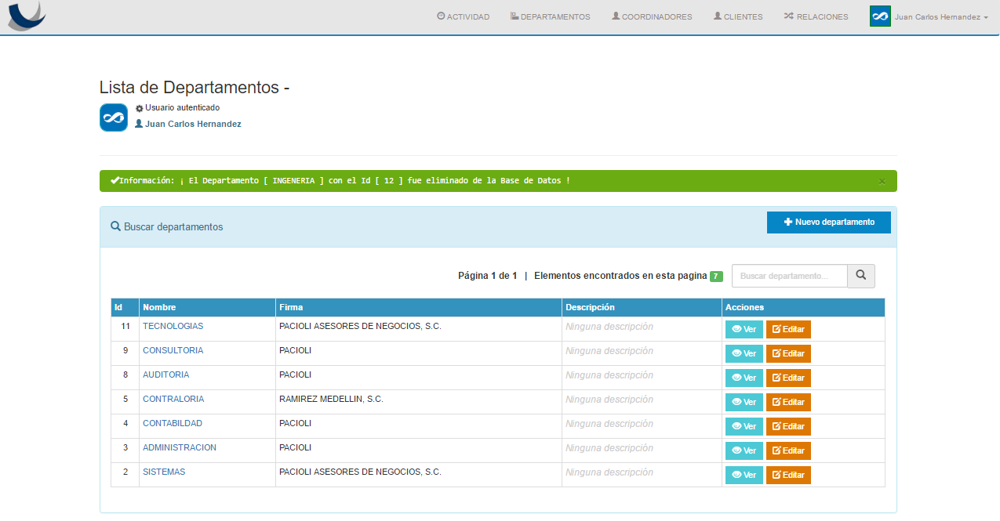 ACTIVIDAD DEPARTAMENTOS COORDINADORES CLIENTES RELACIONES Juan Carlos Hernandez
Lista de Departamentos -
Usuario autenticado
Juan Carlos Hernandez
Información: ¡ El Departamento [ INGENERIA ] con el Id [ 12 ] fue eliminado de la Base de Datos ! ×
Buscar departamentos Nuevo departamento
Página 1 de 1 | Elementos encontrados en esta pagina 7 Buscar departamento...
Id Nombre Firma Descripción Acciones
11 TECNOLOGIAS PACIOLI ASESORES DE NEGOCIOS, S.C. Ninguna descripción Ver Editar
9 CONSULTORIA PACIOLI Ninguna descripción Ver Editar
8 AUDITORIA PACIOLI Ninguna descripción Ver Editar
5 CONTRALORIA RAMIREZ MEDELLIN, S.C. Ninguna descripción Ver Editar
4 CONTABILDAD PACIOLI Ninguna descripción Ver Editar
3 ADMINISTRACION PACIOLI Ninguna descripción Ver Editar
2 SISTEMAS PACIOLI ASESORES DE NEGOCIOS, S.C. Ninguna descripción Ver Editar